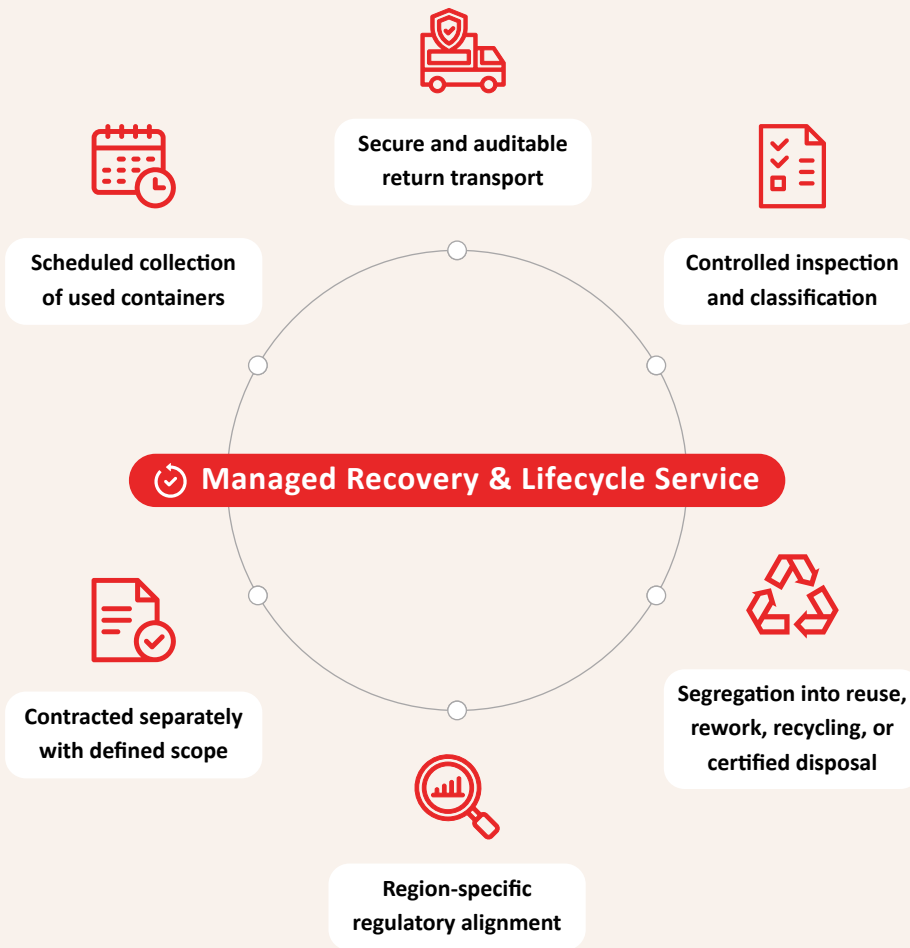 Secure and auditable
return transport
Scheduled collection
of used containers
Controlled inspection
and classification
Managed Recovery & Lifecycle Service
Contracted separately
with defined scope
Segregation into reuse,
rework, recycling, or
certified disposal
Region-specific
regulatory alignment